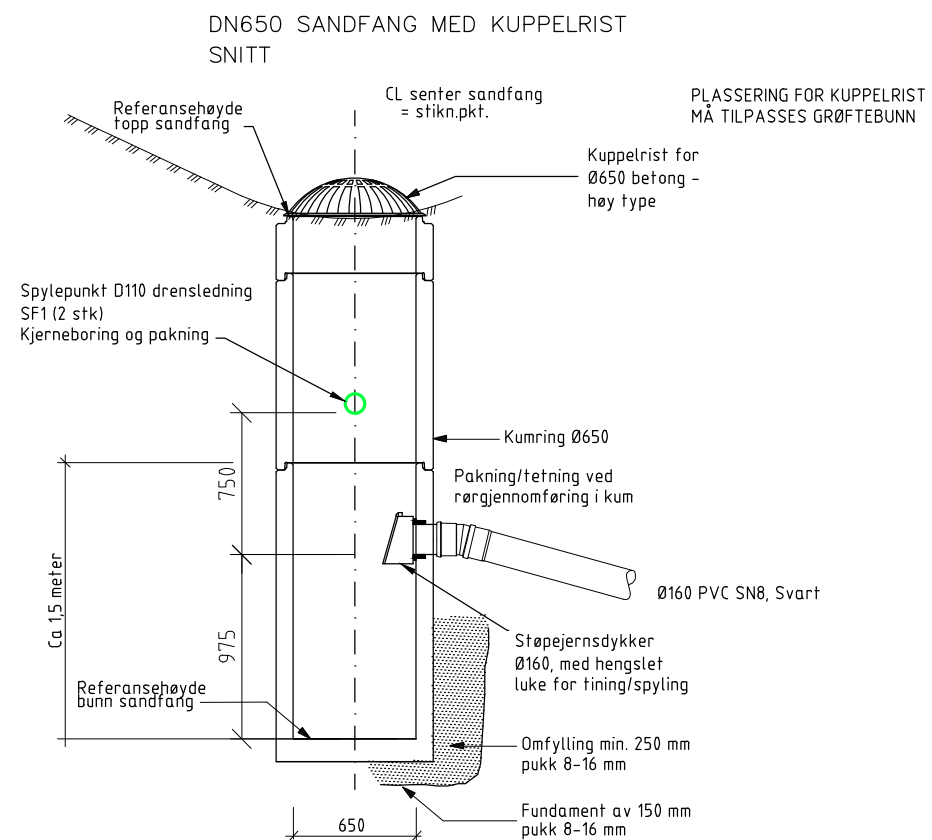 DN650 SANDFANG MED KUPPELRIST
SNITT
Referansehøyde
topp sandfang
CL senter sandfang
= stikn.pkt.
PLASSERING FOR KUPPELRIST
MÅ TILPASSES GRØFTEBUNN
Kuppelrist for
Ø650 betong -
høy type
Spylepunkt D110 drensledning
SF1 (2 stk)
Kjerneboring og pakning
Kumring Ø650
750
Pakning/tetning ved
rørgjennomføring i kum
Ca 1,5 meter
Ø160 PVC SN8, Svart
975
Støpejernsdykker
Ø160, med hengslet
luke for tining/spyling
Referansehøyde
bunn sandfang
Omfylling min. 250 mm
pukk 8-16 mm
Fundament av 150 mm
pukk 8-16 mm
650